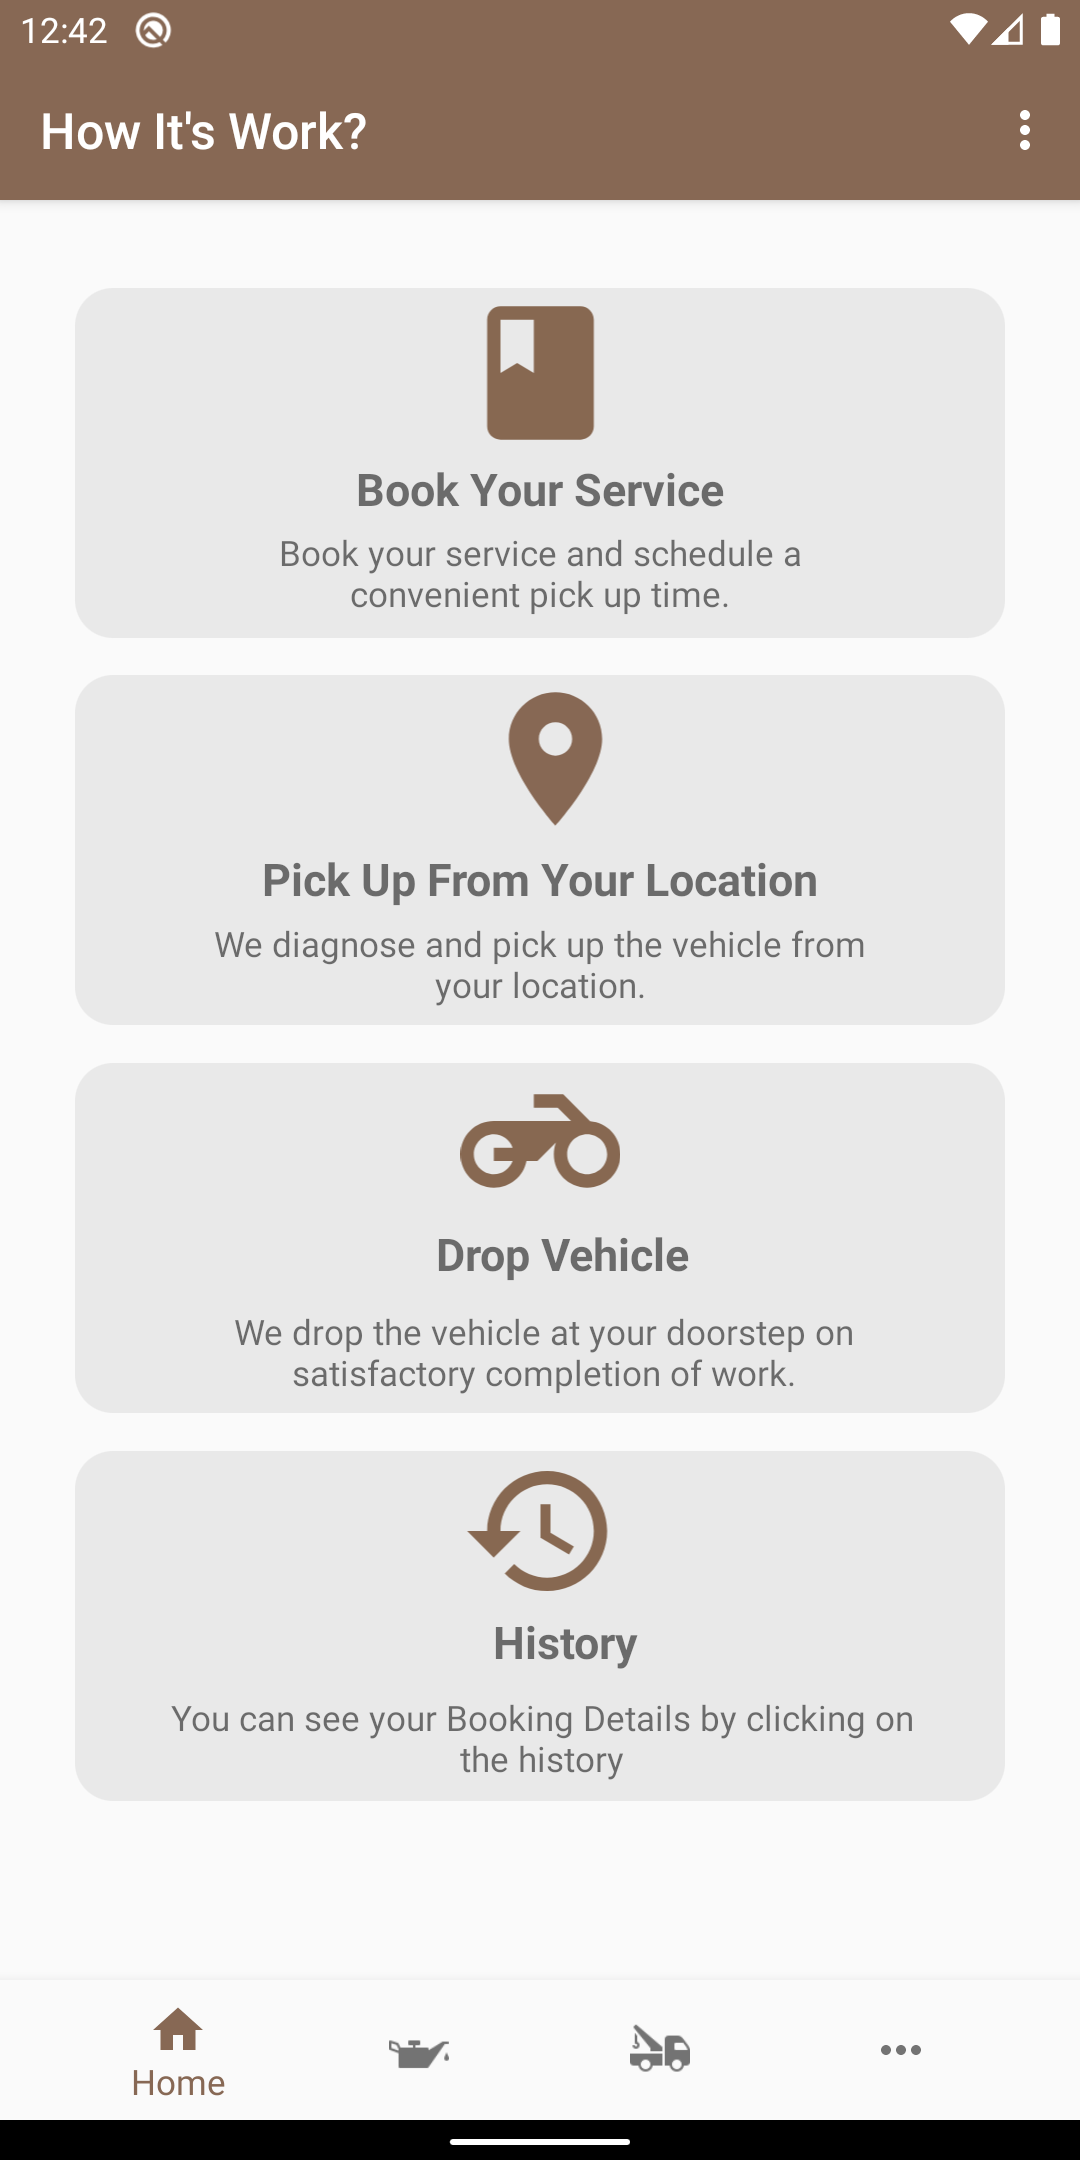 12:42
How It's Work?
Book Your Service
Book your service and schedule a
convenient pick up time.
Pick Up From Your Location
We diagnose and pick up the vehicle from
your location.
Drop Vehicle
We drop the vehicle at your doorstep on
satisfactory completion of work.
History
You can see your Booking Details by clicking on
the history
Home